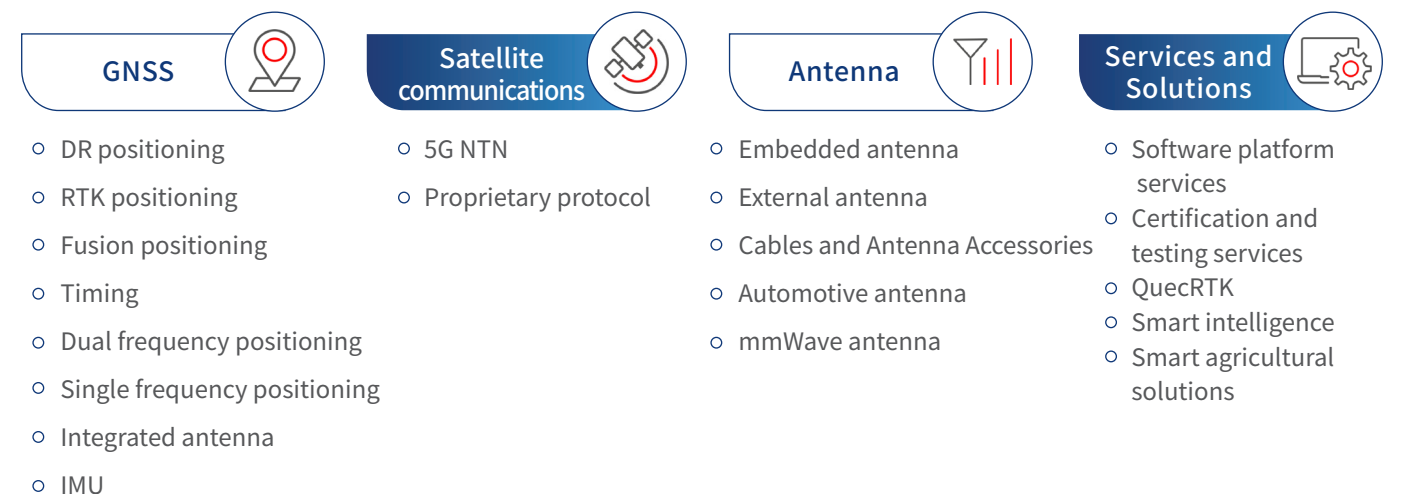 GNSS
DR positioning
RTK positioning
Fusion positioning
Timing
Dual frequency positioning
Single frequency positioning
Integrated antenna
IMU
Satellite
communications
5G NTN
Proprietary protocol
Antenna
Embedded antenna
External antenna
Cables and Antenna Accessories
Automotive antenna
mmWave antenna
Services and
Solutions
Software platform
services
Certification and
testing services
QuecRTK
Smart intelligence
Smart agricultural
solutions